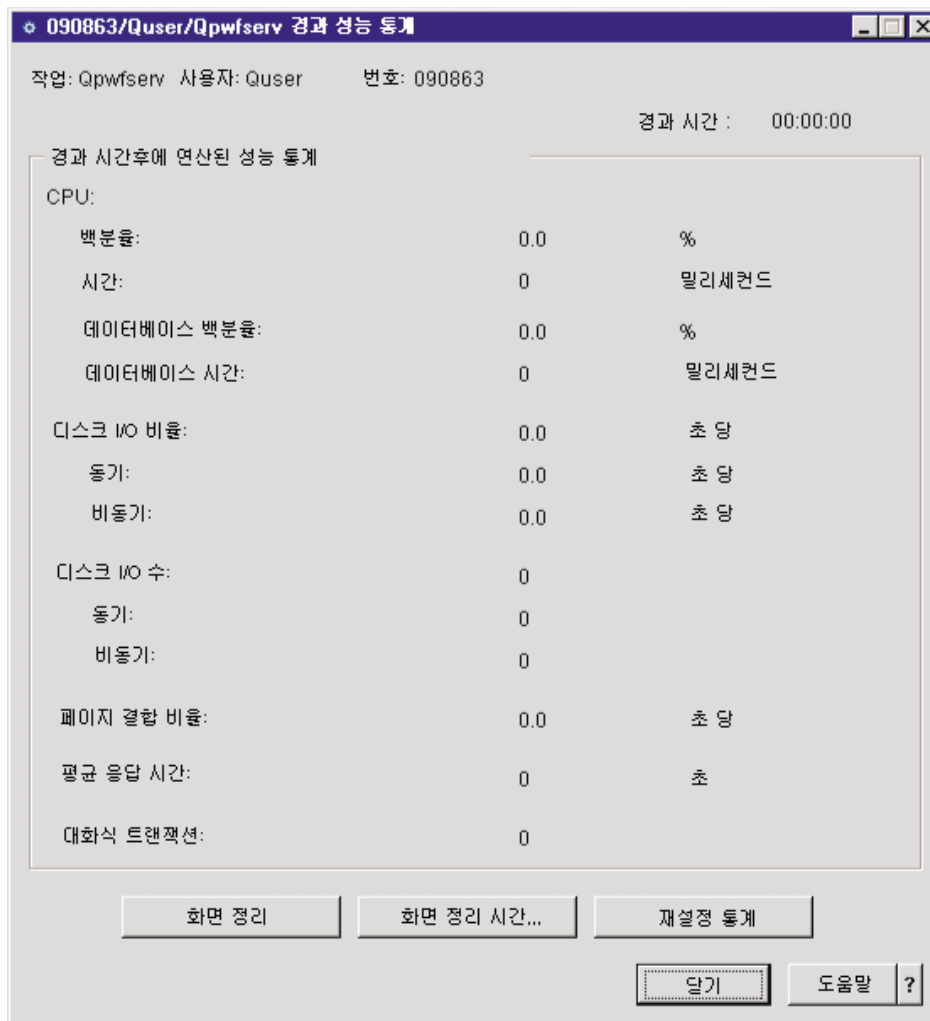 090863/Quser/Qpwfserv 경과 성능 통계
작업: Qpwfserv 사용자: Quser 번호: 090863
경과 시간 : 00:00:00
경과 시간후에 연산된 성능 통계
CPU:
백분율: 0.0 %
시간: 0 밀리세컨드
데이터베이스 백분율: 0.0 %
데이터베이스 시간: 0 밀리세컨드
디스크 I/O 비율: 0.0 초 당
동기: 0.0 초 당
비동기: 0.0 초 당
디스크 I/O 수: 0
동기: 0
비동기: 0
페이지 결합 비율: 0.0 초 당
평균 응답 시간: 0 초
대화식 트랜잭션: 0
화면 정리 화면 정리 시간... 재설정 통계
닫기 도움말 ?